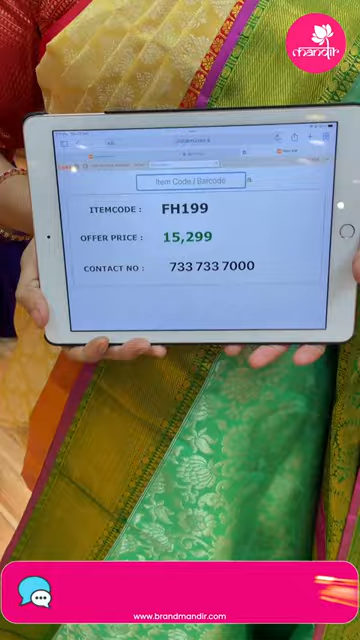 mandir
Item Code / Barcode
ITEMCODE : FH199
OFFER PRICE : 15,299
CONTACT NO : 733 733 7000
www.brandmandir.com